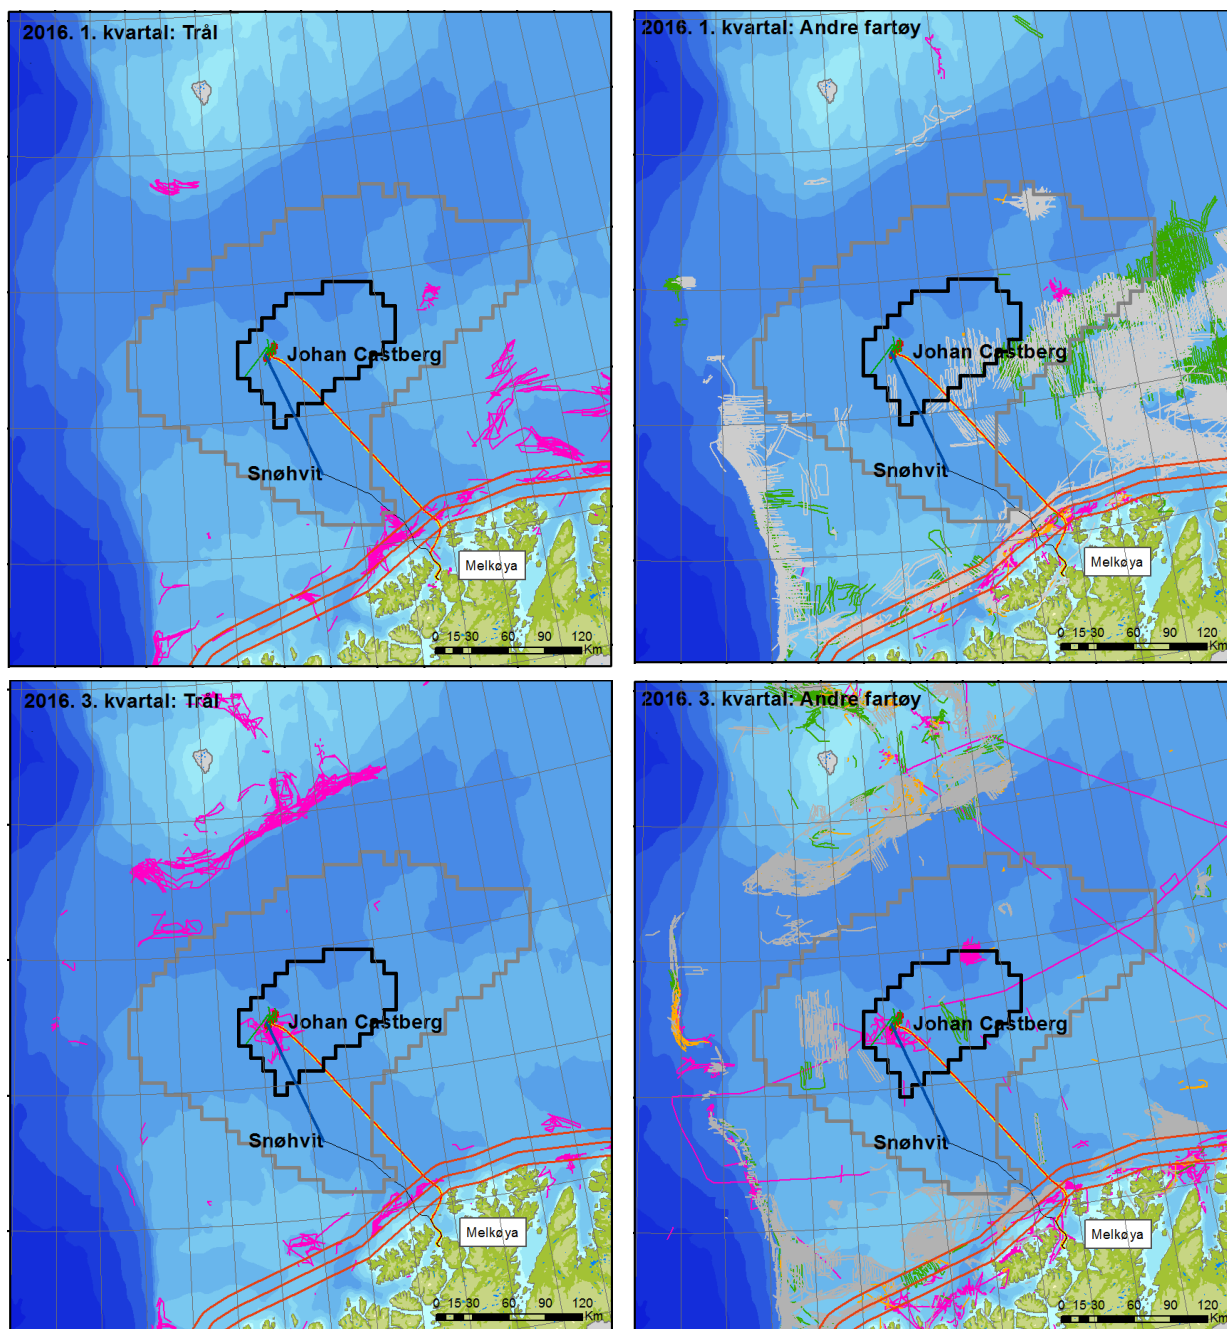 2016. 1. kvartal: Trål
Johan Castberg
Snøhvit
Melkøya
0 15 30 60 90 120
Km
2016. 1. kvartal: Andre fartøy
Johan Castberg
Snøhvit
Melkøya
0 15 30 60 90 120
Km
2016. 3. kvartal: Trål
Johan Castberg
Snøhvit
Melkøya
0 15 30 60 90 120
Km
2016. 3. kvartal: Andre fartøy
Johan Castberg
Snøhvit
Melkøya
0 15 30 60 90 120
Km